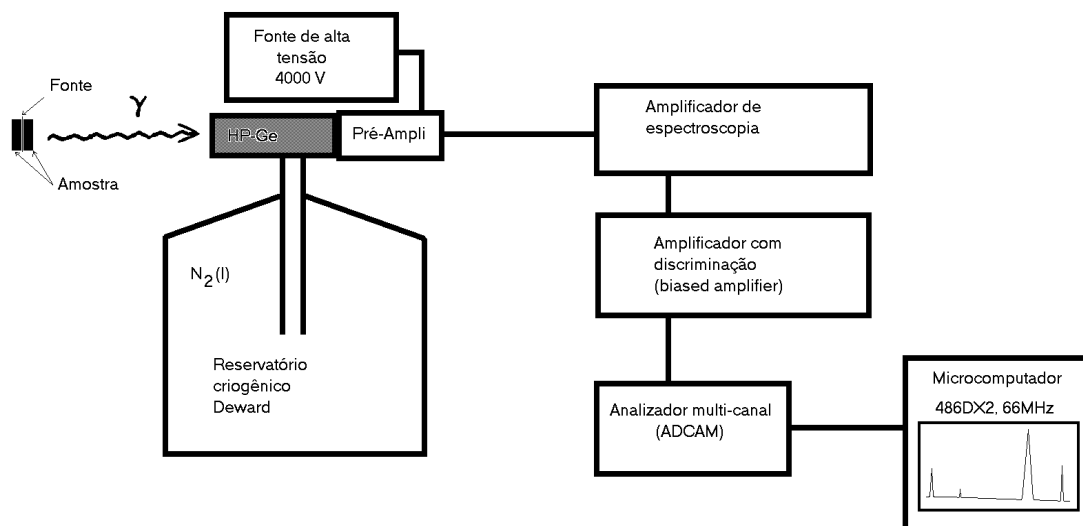 Fonte
Amostra
γ
Fonte de alta
tensão
4000 V
HP-Ge
Pré-Ampli
N2(l)
Reservatório
criogênico
Deward
Amplificador de
espectroscopia
Amplificador com
discriminação
(biased amplifier)
Analizador multi-canal
(ADCAM)
Microcomputador
486DX2, 66MHz